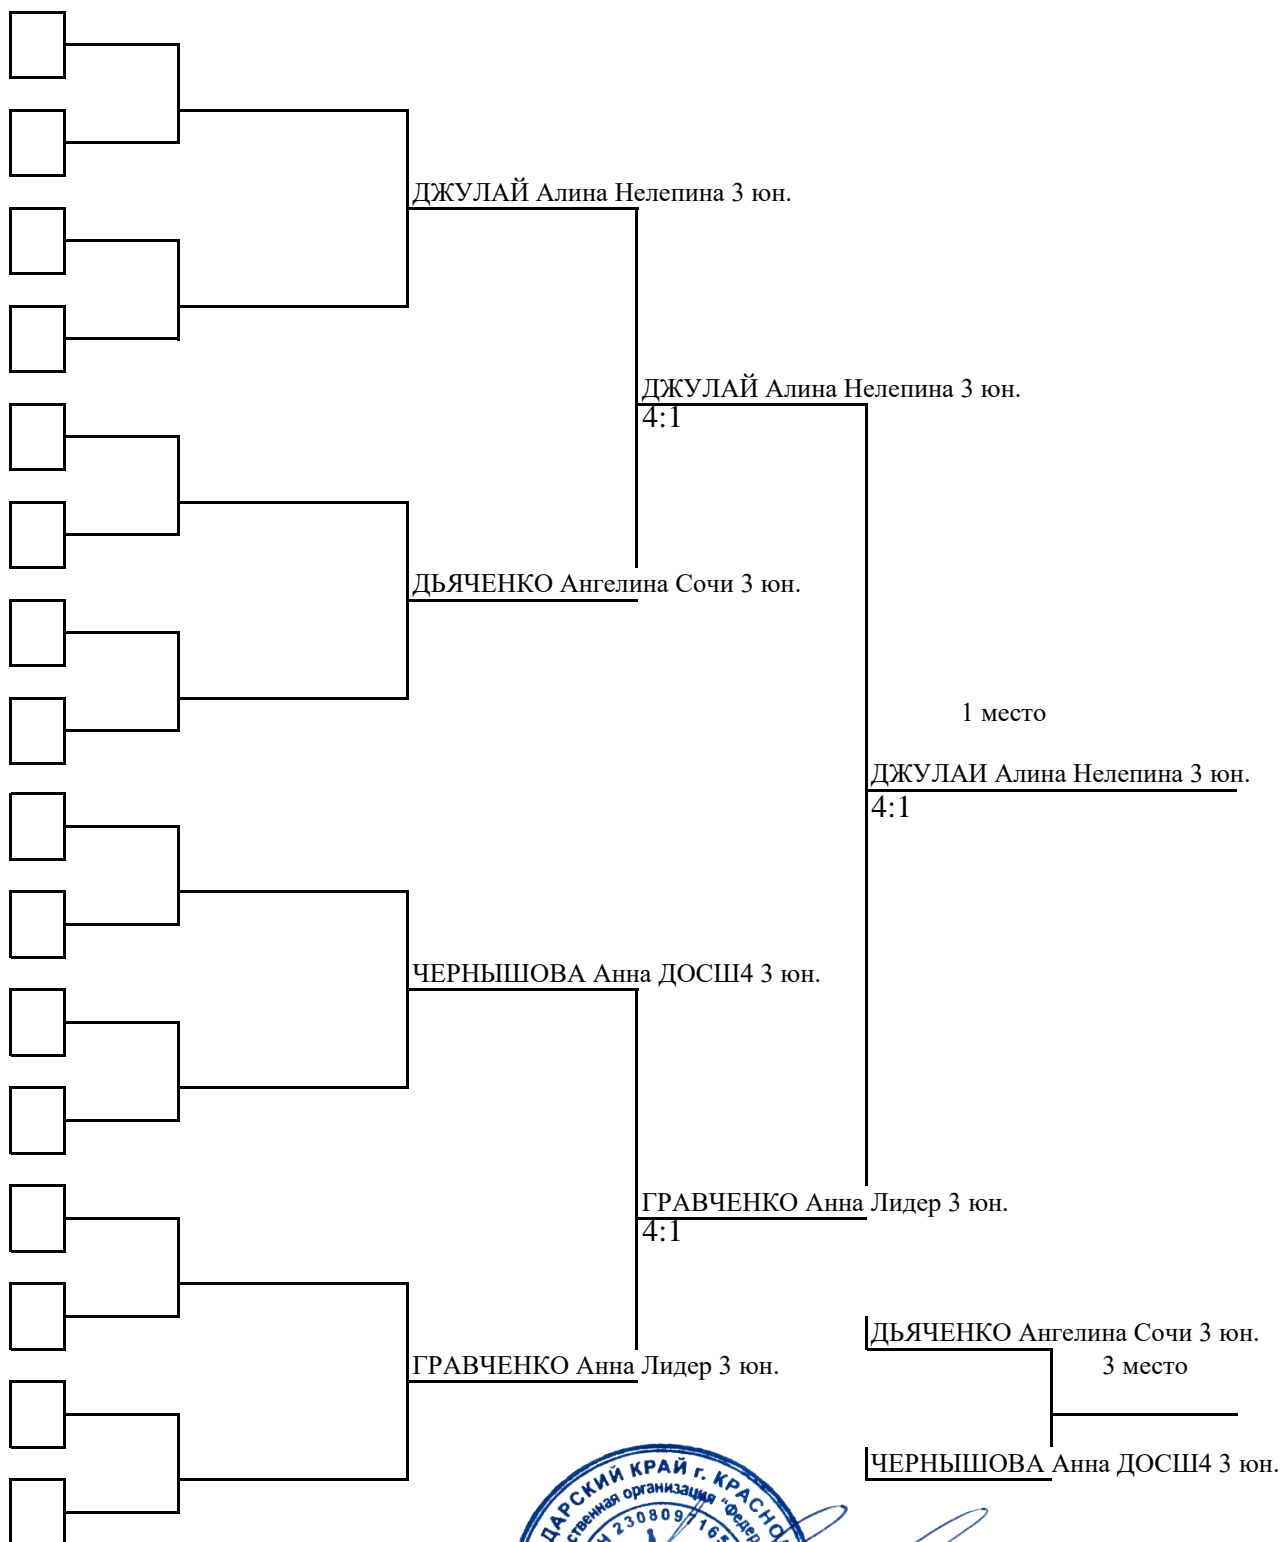 ДЖУЛАЙ Алина Нелепина 3 юн.
ДЖУЛАЙ Алина Нелепина 3 юн.
4:1
ДЬЯЧЕНКО Ангелина Сочи 3 юн.
1 место
ДЖУЛАИ Алина Нелепина 3 юн.
4:1
ЧЕРНЫШОВА Анна ДОСШ4 3 юн.
ГРАВЧЕНКО Анна Лидер 3 юн.
4:1
ДЬЯЧЕНКО Ангелина Сочи 3 юн.
ГРАВЧЕНКО Анна Лидер 3 юн.
3 место
ЧЕРНЫШОВА Анна ДОСШ4 3 юн.
ДАРСКИЙ КРАЙ г. КРАСНО
ственная организация "Федер
230809716